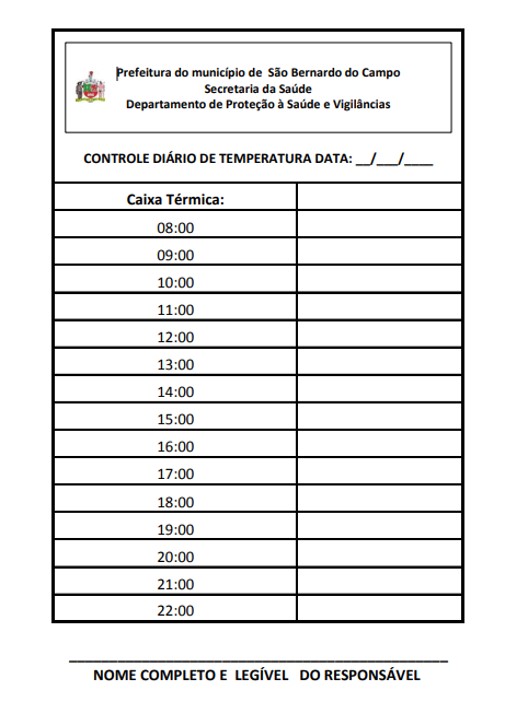 Prefeitura do município de São Bernardo do Campo
Secretaria da Saúde
Departamento de Proteção à Saúde e Vigilâncias
CONTROLE DIÁRIO DE TEMPERATURA DATA: __/___/____
Caixa Térmica:
08:00
09:00
10:00
11:00
12:00
13:00
14:00
15:00
16:00
17:00
18:00
19:00
20:00
21:00
22:00
NOME COMPLETO E LEGÍVEL DO RESPONSÁVEL